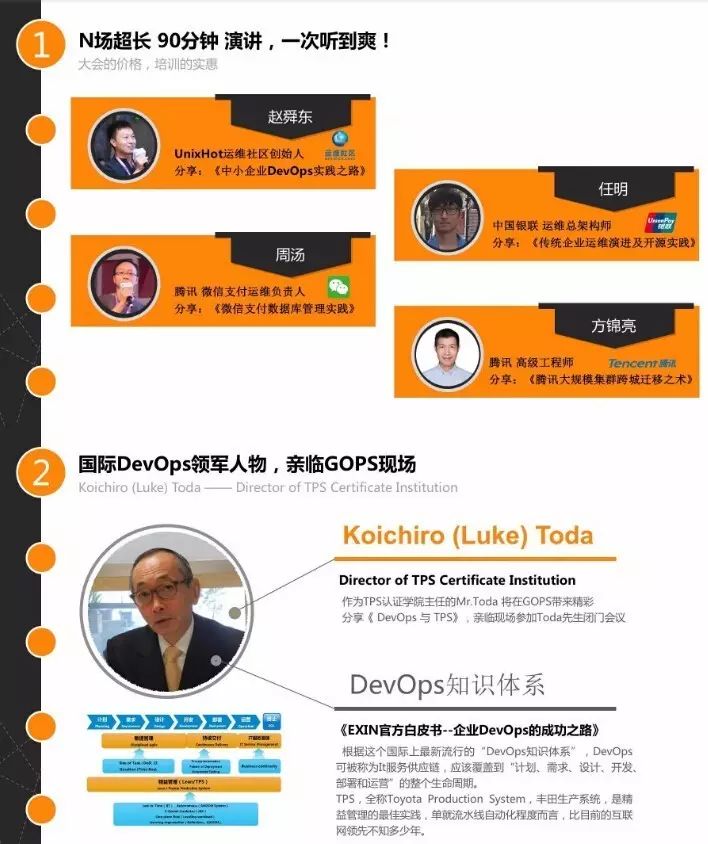 1
N场超长 90分钟 演讲，一次听到爽！
大会的价格，培训的实惠
赵舜东
UnixHot运维社区创始人
运维社区
分享：《中小企业DevOps实践之路》
任明
中国银联 运维总架构师
UnionPay
银联
分享：《传统企业运维演进及开源实践》
周汤
腾讯 微信支付运维负责人
分享：《微信支付数据库管理实践》
方锦亮
腾讯 高级工程师
Tencent 腾讯
分享：《腾讯大规模集群跨城迁移之术》
2
国际DevOps领军人物，亲临GOPS现场
Koichiro (Luke) Toda —— Director of TPS Certificate Institution
Koichiro (Luke) Toda
Director of TPS Certificate Institution
作为TPS认证学院主任的Mr.Toda 将在GOPS带来精彩
分享《 DevOps 与 TPS》，亲临现场参加Toda先生闭门会议
DevOps知识体系
《EXIN官方白皮书--企业DevOps的成功之路》
根据这个国际上最新流行的“DevOps知识体系”，DevOps
可被称为It服务供应链，应该覆盖到“计划、需求、设计、开发、
部署和运营”的整个生命周期。
TPS，全称Toyota Production System，丰田生产系统，是精
益管理的最佳实践，单就流水线自动化程度而言，比目前的互联
网领先不知多少年。
计划 需求 设计 开发 部署 运营
敏捷管理 持续交付
Disciplined agile Continuous Delivery
IT Service Management
Business continuity
精益管理（Lean/TPS）